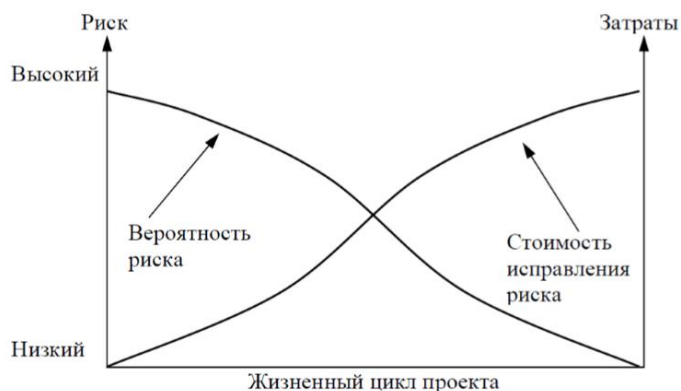 Риск
Затраты
Высокий
Вероятность
риска
Стоимость
исправления
риска
Низкий
Жизненный цикл проекта